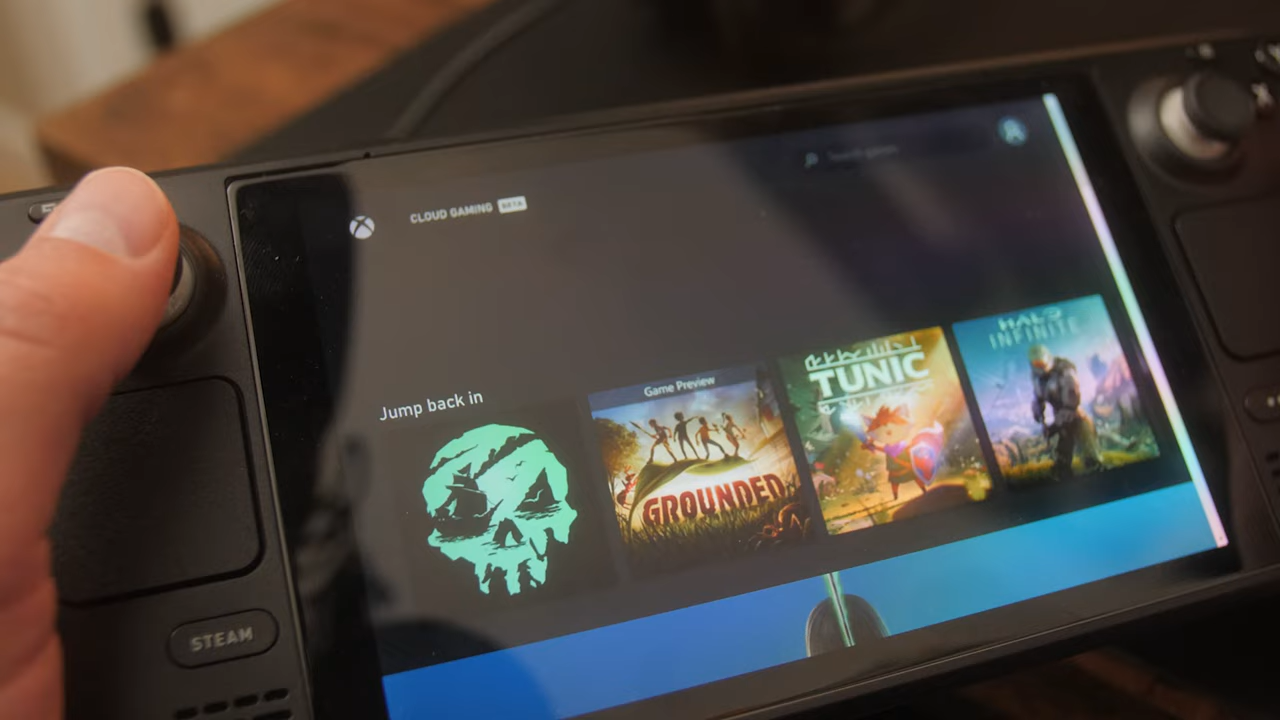 CLOUD GAMING BETA
Jump back in
Game Preview
GROUNDED
TUNIC
HALO
INFINITE
STEAM